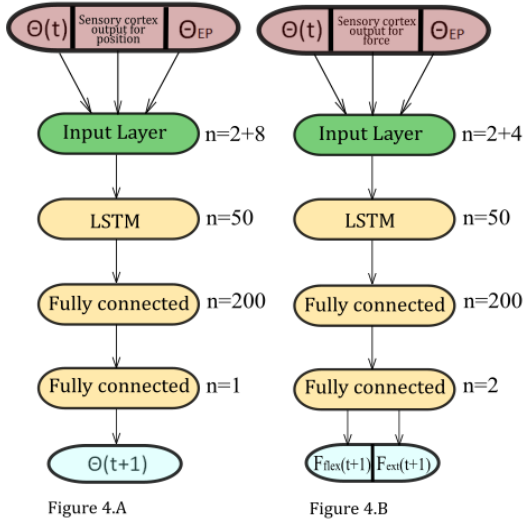 Θ(t) Sensory cortex output for position ΘEP
Input Layer n=2+8
LSTM n=50
Fully connected n=200
Fully connected n=1
Θ(t+1)
Figure 4.A
Θ(t) Sensory cortex output for force ΘEP
Input Layer n=2+4
LSTM n=50
Fully connected n=200
Fully connected n=2
Fflex(t+1) Fext(t+1)
Figure 4.B